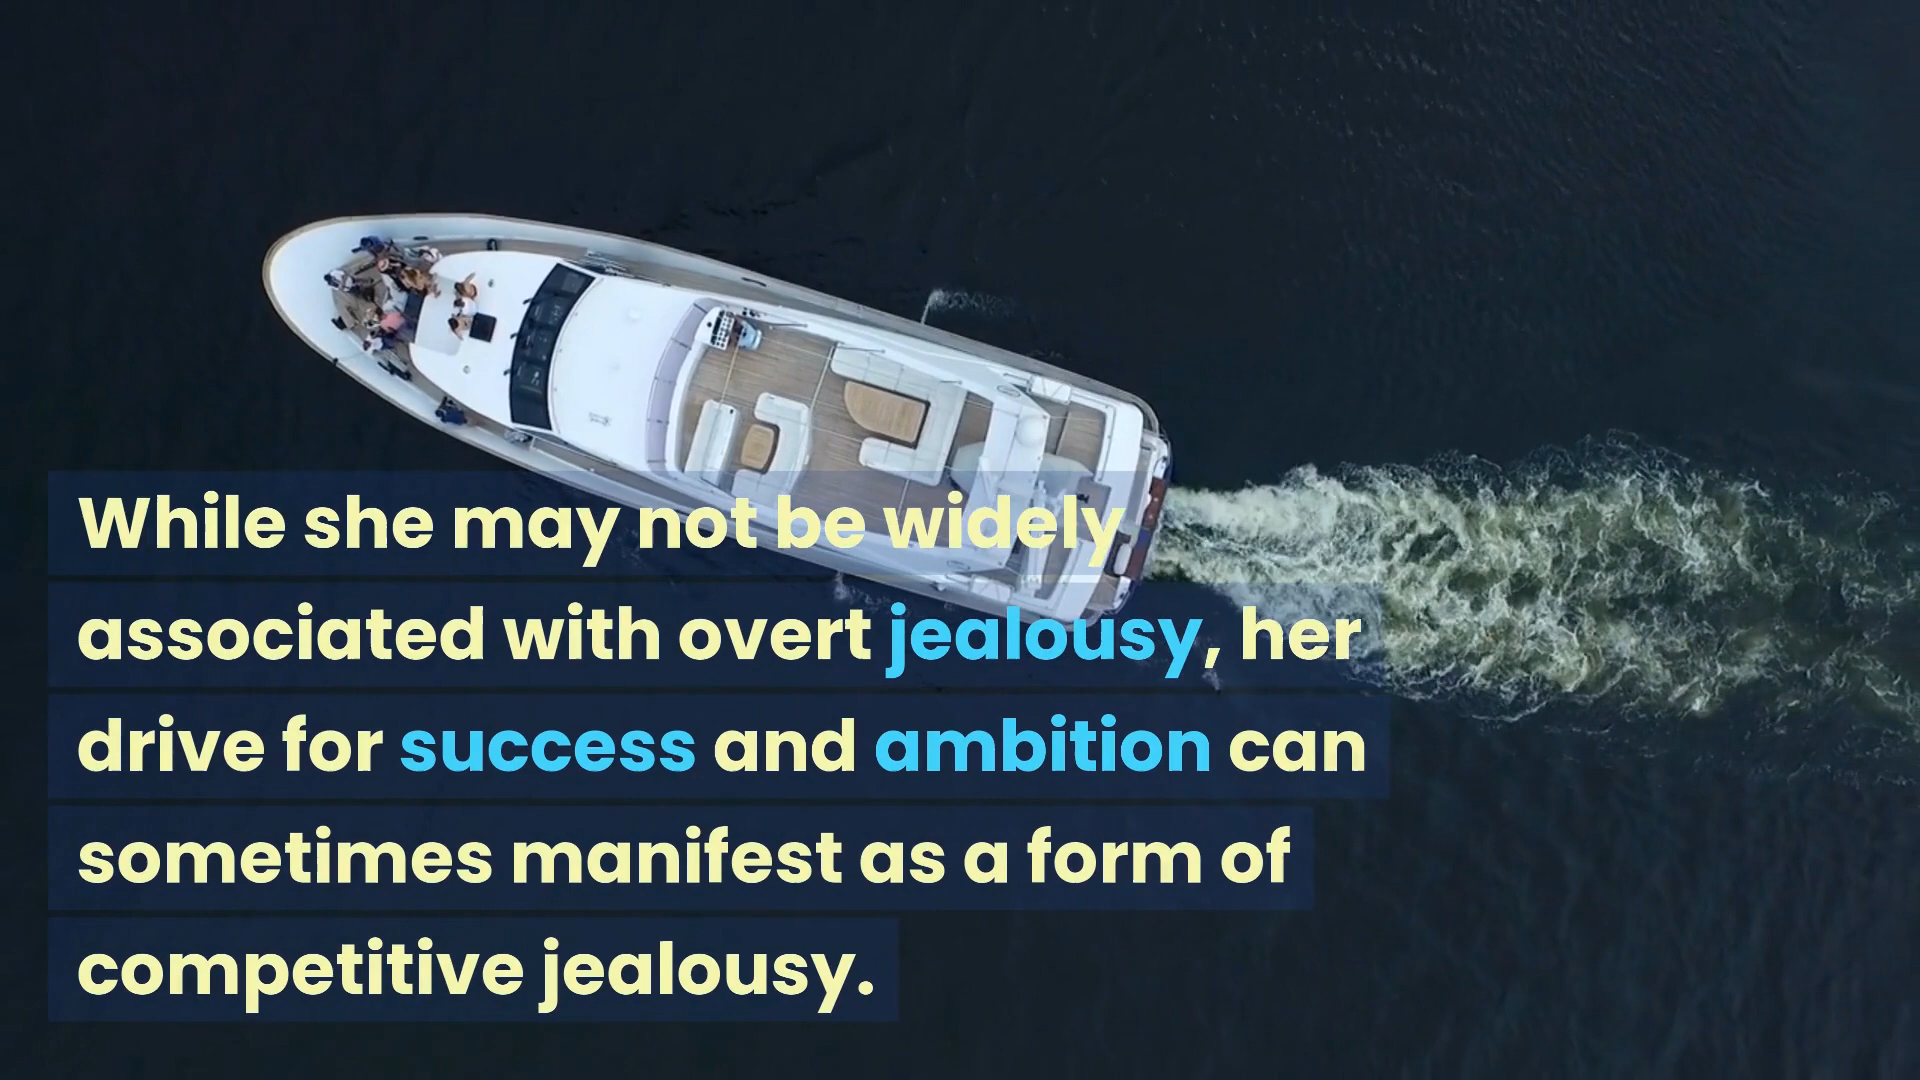 While she may not be widely
associated with overt jealousy, her
drive for success and ambition can
sometimes manifest as a form of
competitive jealousy.